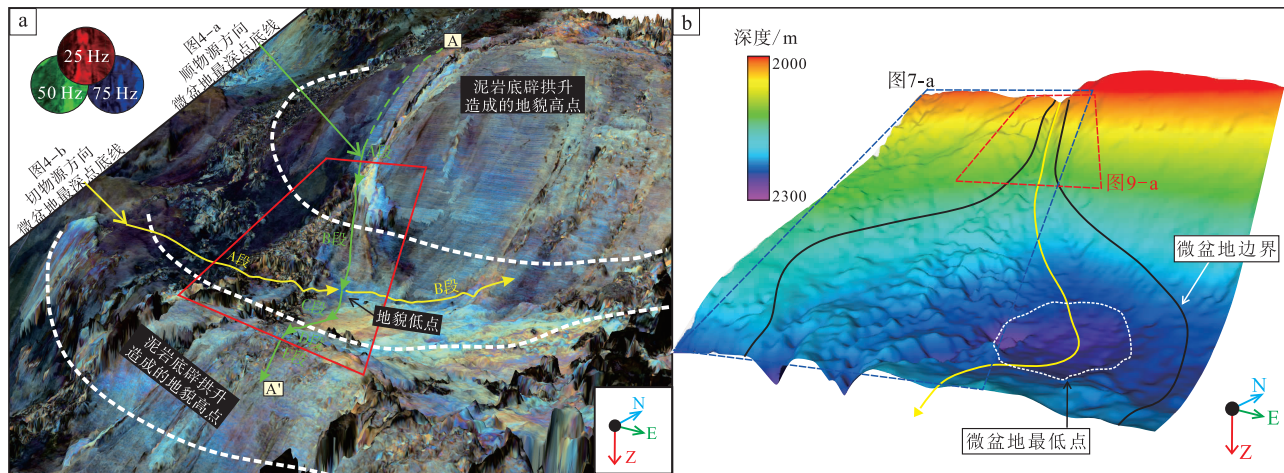 a
25 Hz
50 Hz
75 Hz
图4-a
顺物源方向
微盆地最深点底线
图4-b
切物源方向
微盆地最深点底线
A
泥岩底辟拱升
造成的地貌高点
B段
A段
B段
地貌低点
泥岩底辟拱升
造成的地貌高点
A'
N
E
Z
b
深度/m
2000
2300
图7-a
图9-a
微盆地边界
微盆地最低点
N
E
Z